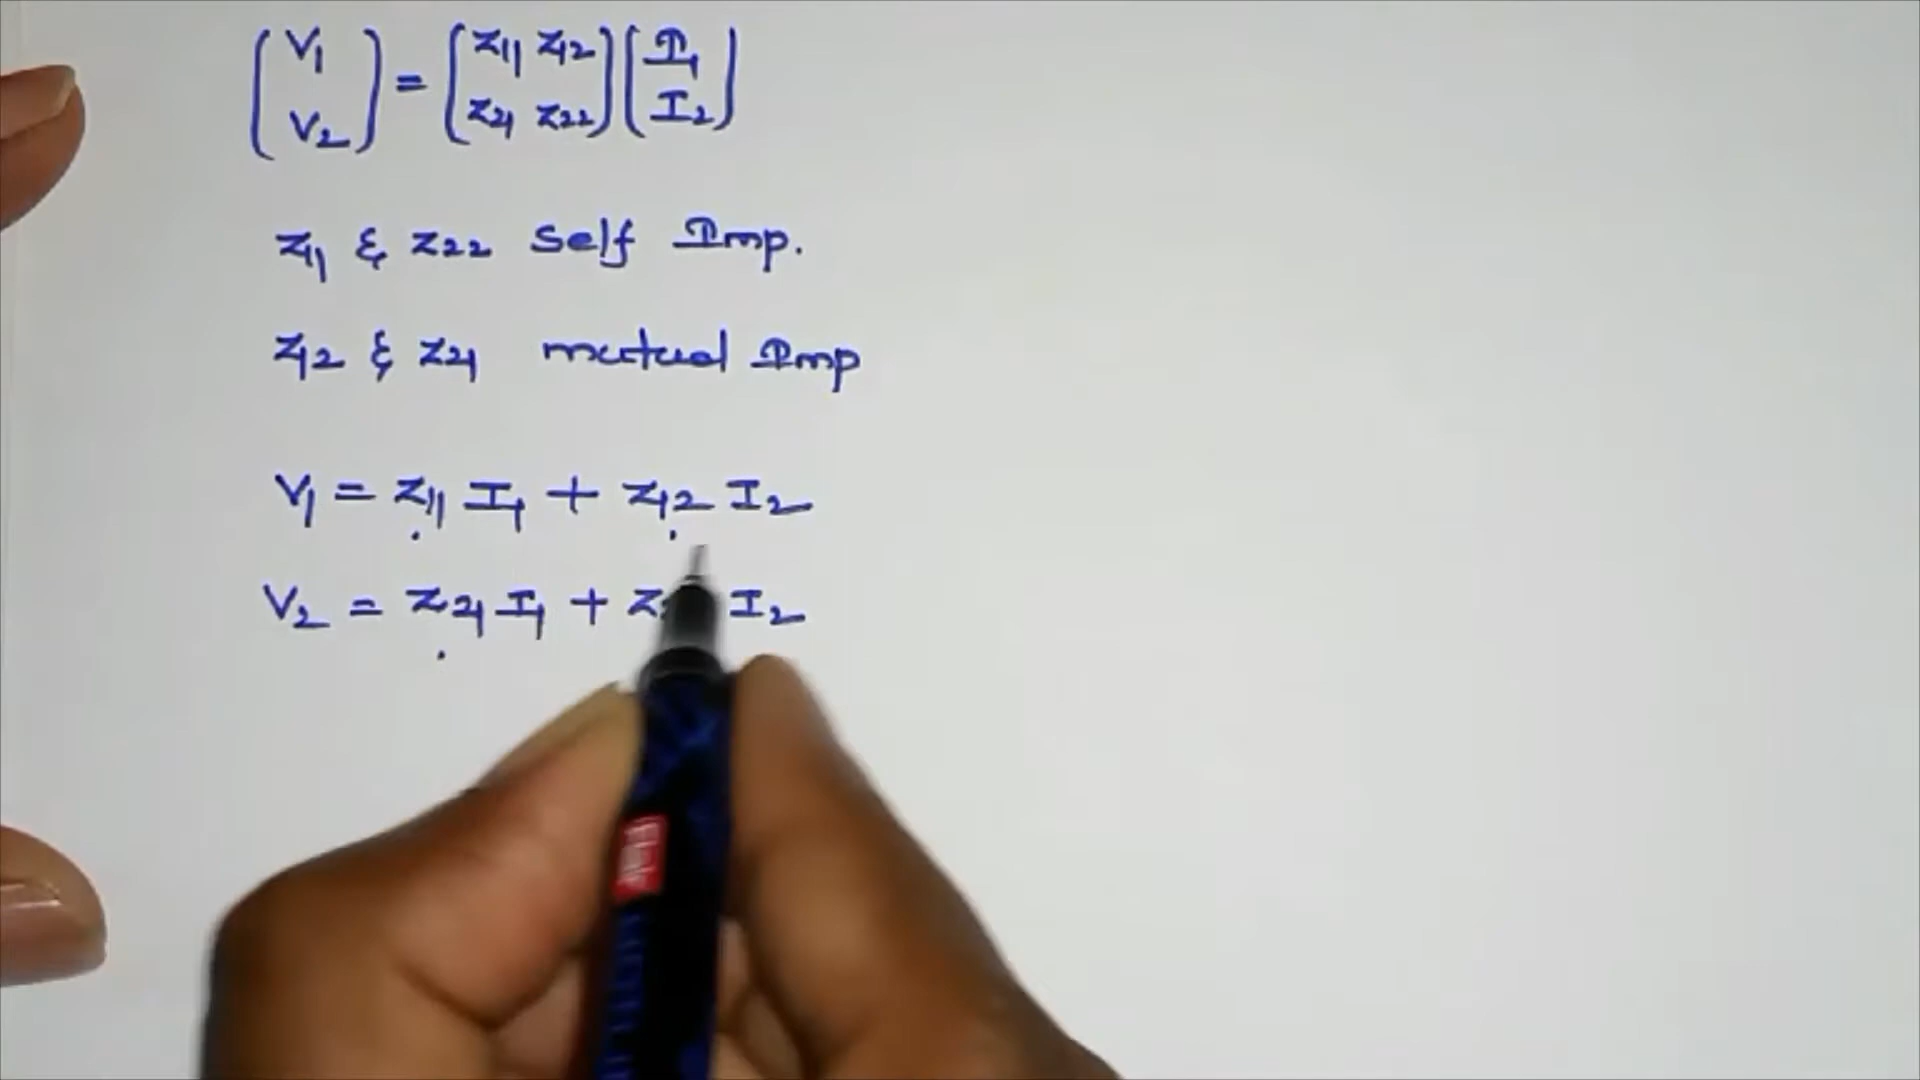 (V1 V2) = (Z11 Z12 Z21 Z22) (I1 I2)
Z11 & Z22 Self Imp.
Z12 & Z21 mutual Imp
V1 = Z11 I1 + Z12 I2
V2 = Z21 I1 + Z I2